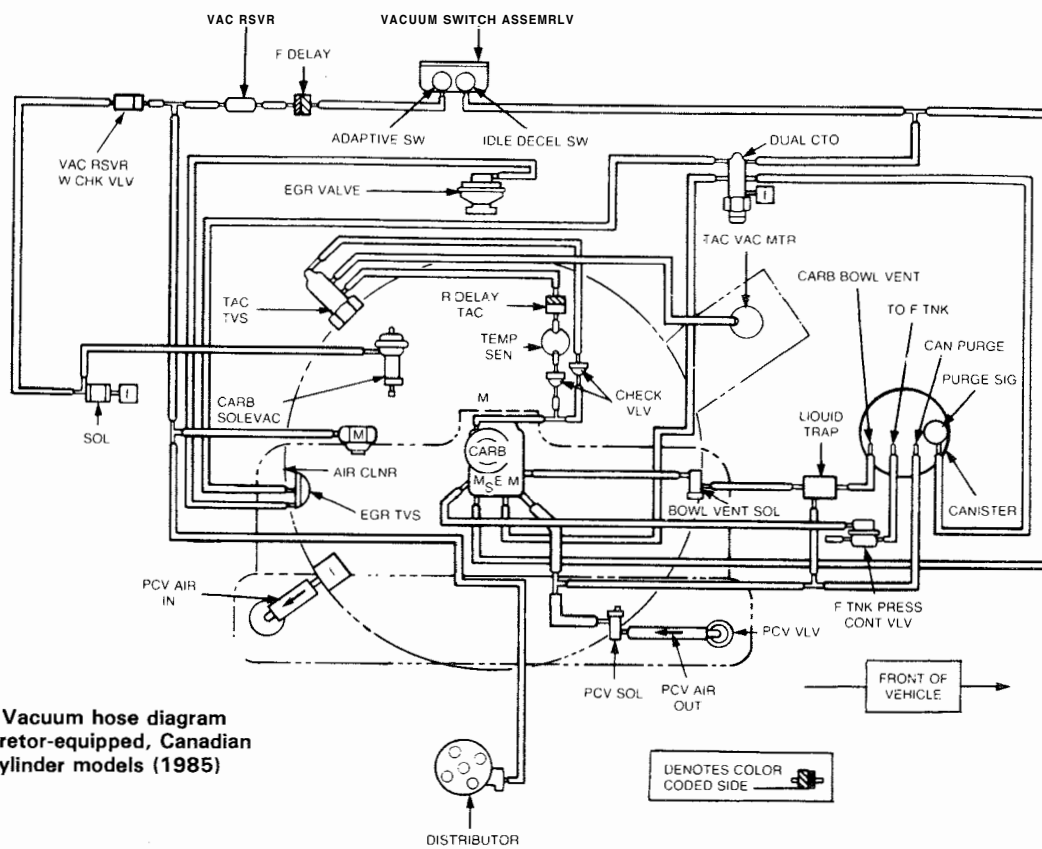 VAC RSVR
VACUUM SWITCH ASSEMRLV
F DELAY
ADAPTIVE SW
IDLE DECEL SW
DUAL CTO
VAC RSVR
W CHK VLV
EGR VALVE
TAC VAC MTR
CARB BOWL VENT
TAC
TVS
R DELAY
TAC
TO F TNK
TEMP
SEN
CAN PURGE
PURGE SIG
CARB
SOLEVAC
M
CHECK
VLV
LIQUID
TRAP
SOL
M
CARB
AIR CLNR
M S E M
EGR TVS
BOWL VENT SOL
CANISTER
PCV AIR
IN
F TNK PRESS
CONT VLV
PCV VLV
PCV SOL
PCV AIR
OUT
FRONT OF
VEHICLE
Vacuum hose diagram
retor-equipped, Canadian
ylinder models (1985)
DENOTES COLOR
CODED SIDE
DISTRIBUTOR